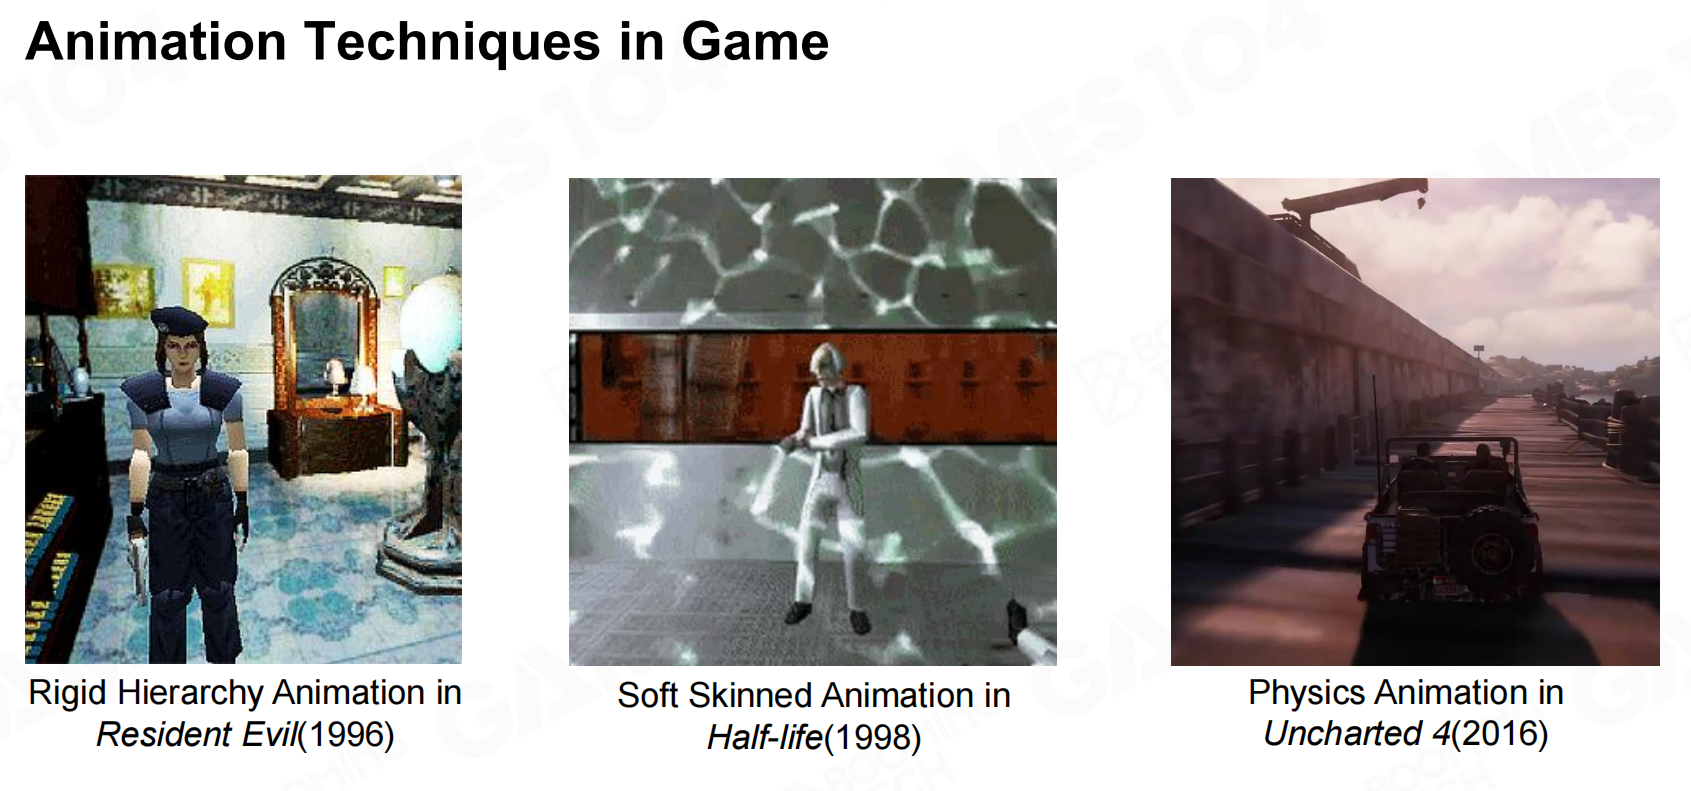 Animation Techniques in Game
Rigid Hierarchy Animation in
Resident Evil(1996)
Soft Skinned Animation in
Half-life(1998)
Physics Animation in
Uncharted 4(2016)